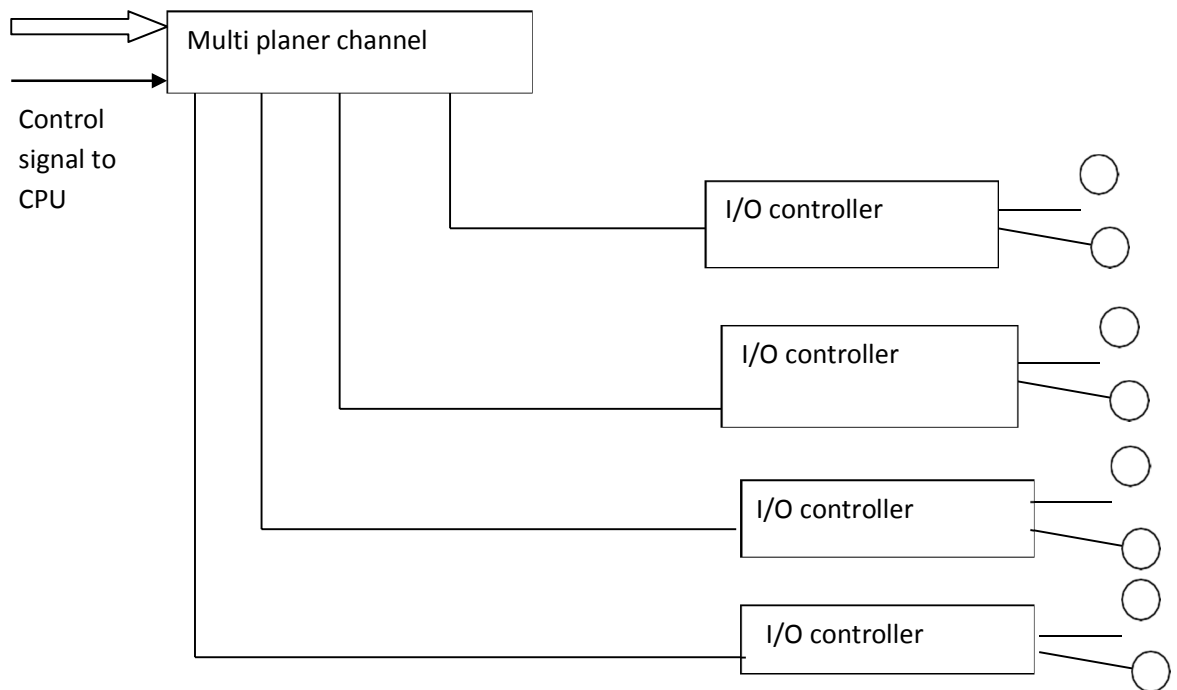 Multi planer channel
Control
signal to
CPU
I/O controller
I/O controller
I/O controller
I/O controller